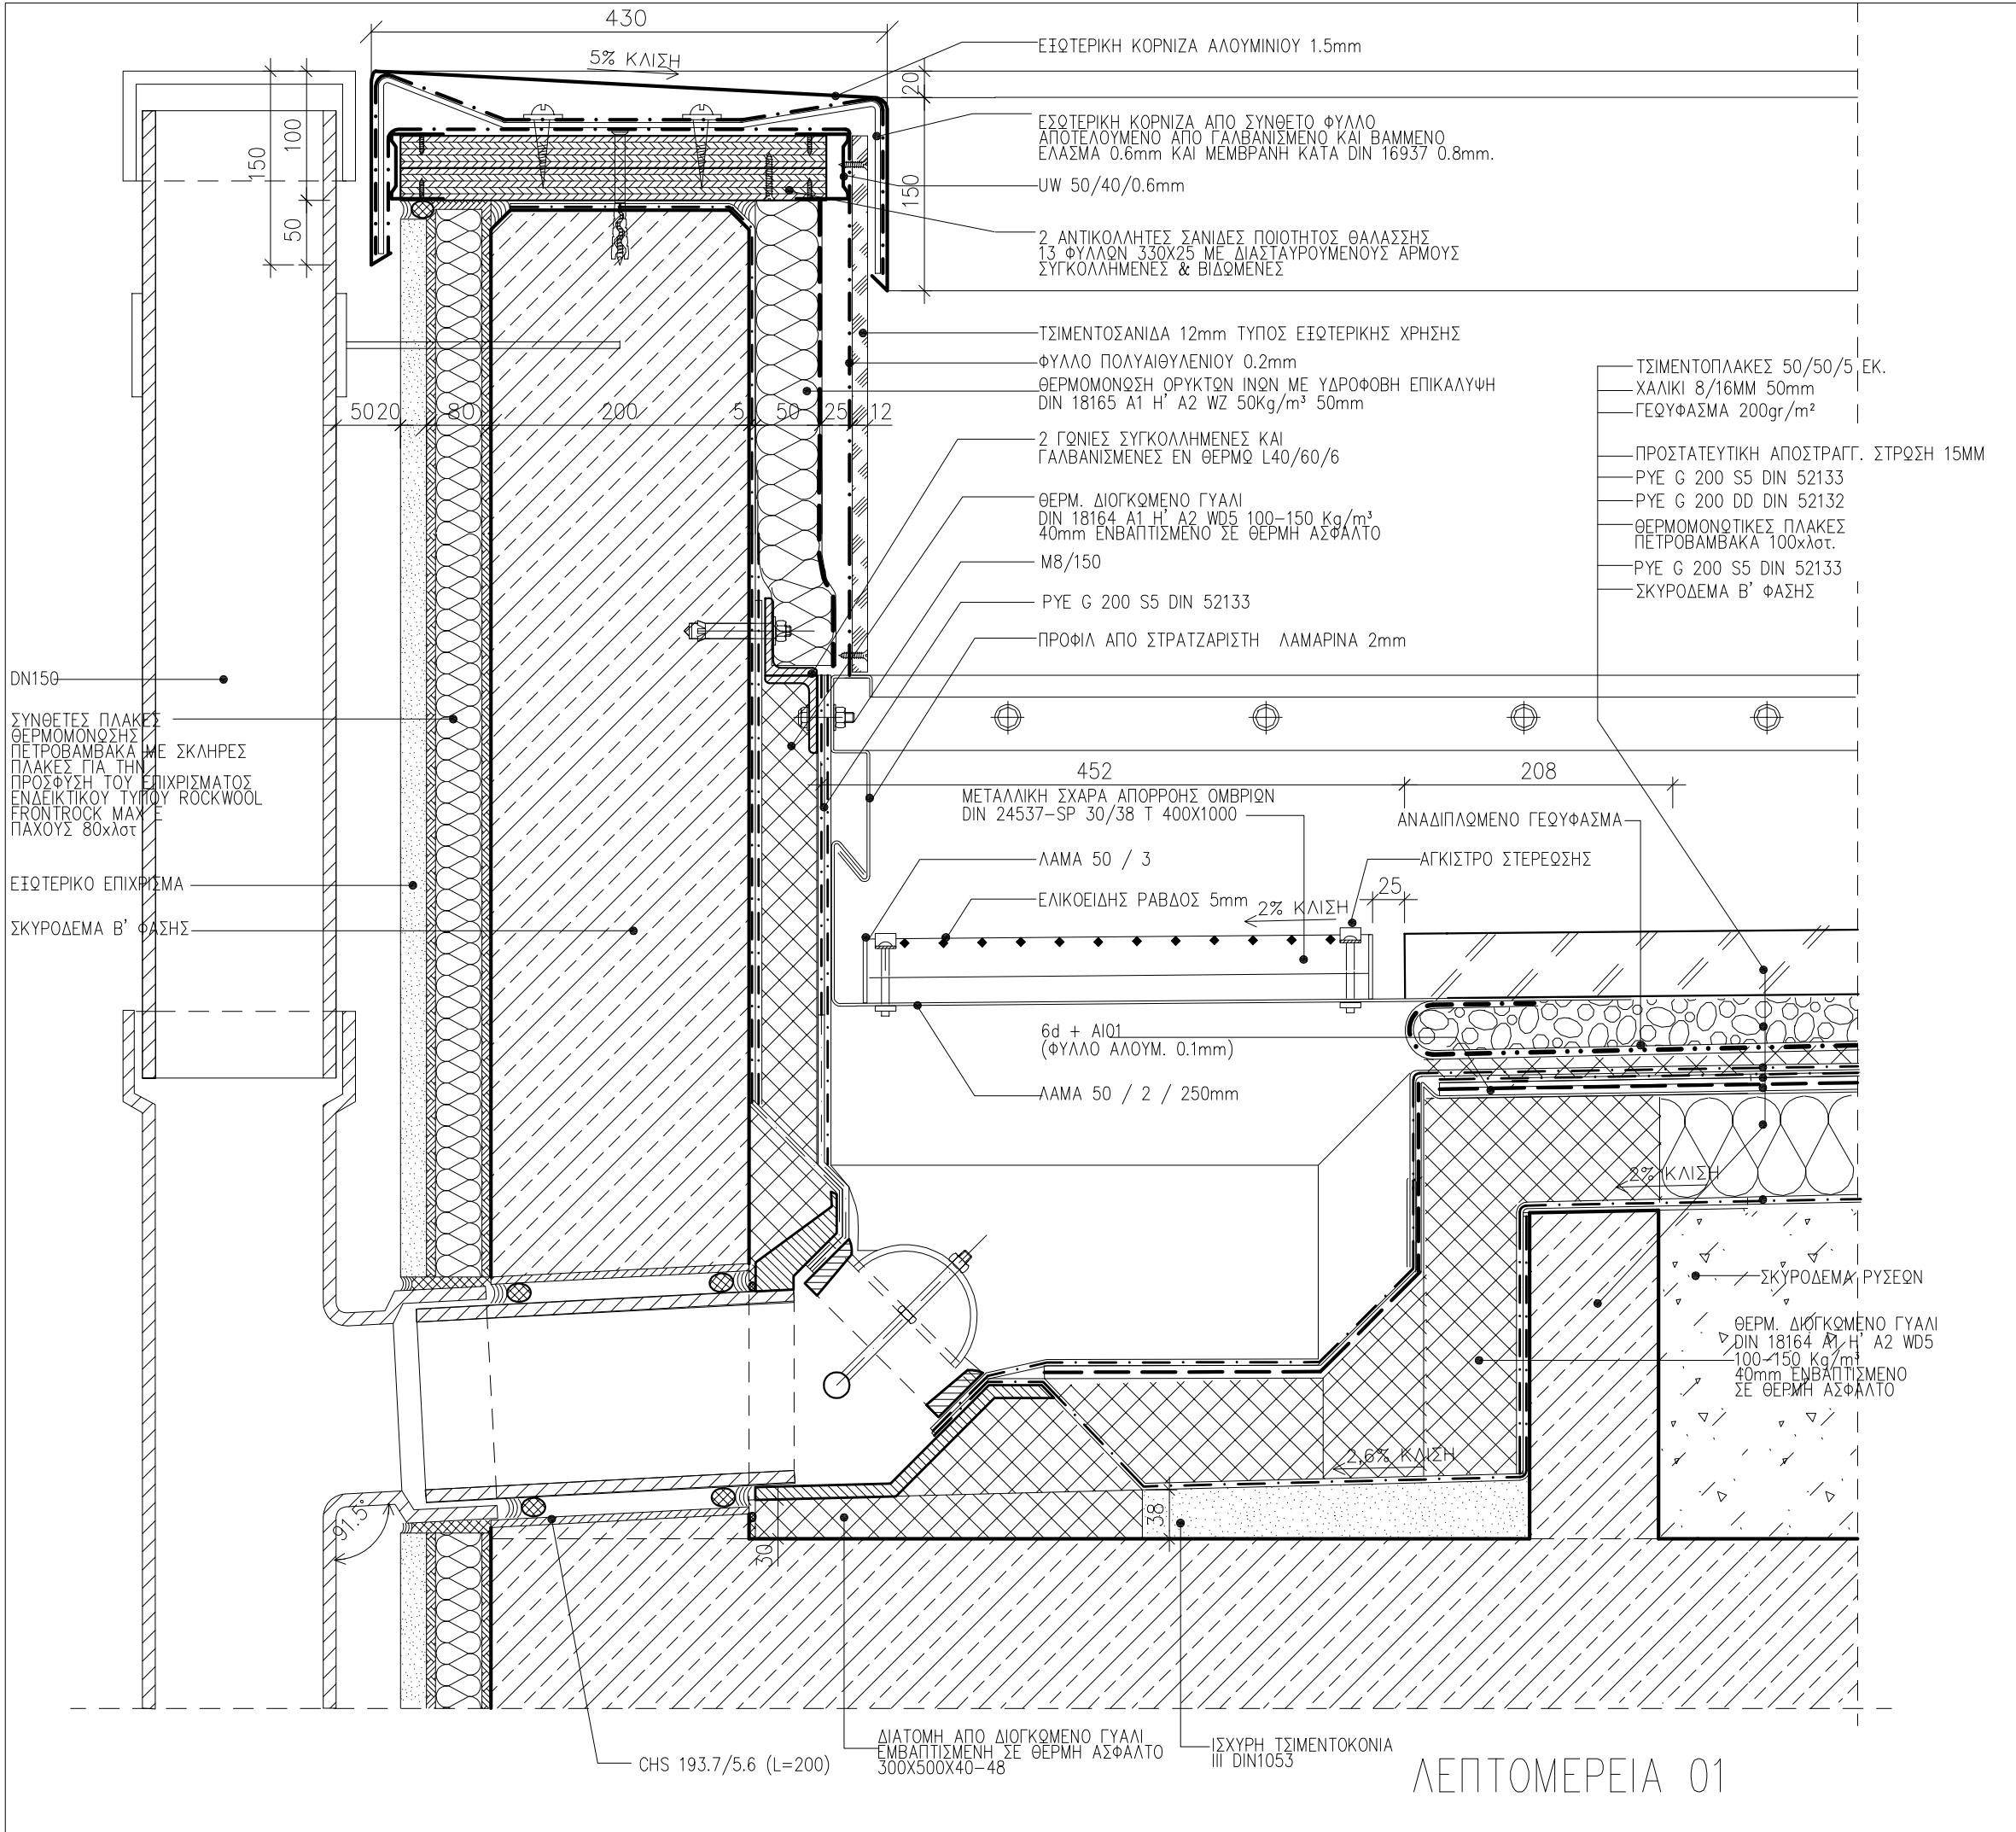 430
5% ΚΛΙΣΗ
ΕΞΩΤΕΡΙΚΗ ΚΟΡΝΙΖΑ ΑΛΟΥΜΙΝΙΟΥ 1.5mm
20
100
150
50
150
ΕΣΩΤΕΡΙΚΗ ΚΟΡΝΙΖΑ ΑΠΟ ΣΥΝΘΕΤΟ ΦΥΛΛΟ
ΑΠΟΤΕΛΟΥΜΕΝΟ ΑΠΟ ΓΑΛΒΑΝΙΣΜΕΝΟ ΚΑΙ ΒΑΜΜΕΝΟ
ΕΛΑΣΜΑ 0.6mm ΚΑΙ ΜΕΜΒΡΑΝΗ ΚΑΤΑ DIN 16937 0.8mm.
UW 50/40/0.6mm
2 ΑΝΤΙΚΟΛΛΗΤΕΣ ΣΑΝΙΔΕΣ ΠΟΙΟΤΗΤΟΣ ΘΑΛΑΣΣΗΣ
13 ΦΥΛΛΩΝ 330Χ25 ΜΕ ΔΙΑΣΤΑΥΡΟΥΜΕΝΟΥΣ ΑΡΜΟΥΣ
ΣΥΓΚΟΛΛΗΜΕΝΕΣ & ΒΙΔΩΜΕΝΕΣ
ΤΣΙΜΕΝΤΟΣΑΝΙΔΑ 12mm ΤΥΠΟΣ ΕΞΩΤΕΡΙΚΗΣ ΧΡΗΣΗΣ
ΦΥΛΛΟ ΠΟΛΥΑΙΘΥΛΕΝΙΟΥ 0.2mm
ΘΕΡΜΟΜΟΝΩΣΗ ΟΡΥΚΤΩΝ ΙΝΩΝ ΜΕ ΥΔΡΟΦΟΒΗ ΕΠΙΚΑΛΥΨΗ
DIN 18165 A1 Η' A2 WZ 50Kg/m³ 50mm
50 20 80 200 5 50 25 12
2 ΓΩΝΙΕΣ ΣΥΓΚΟΛΛΗΜΕΝΕΣ ΚΑΙ
ΓΑΛΒΑΝΙΣΜΕΝΕΣ ΕΝ ΘΕΡΜΩ L40/60/6
ΘΕΡΜ. ΔΙΟΓΚΩΜΕΝΟ ΓΥΑΛΙ
DIN 18164 A1 Η' A2 WD5 100-150 Kg/m³
40mm ΕΝΒΑΠΤΙΣΜΕΝΟ ΣΕ ΘΕΡΜΗ ΑΣΦΑΛΤΟ
M8/150
PYE G 200 S5 DIN 52133
ΠΡΟΦΙΛ ΑΠΟ ΣΤΡΑΤΖΑΡΙΣΤΗ ΛΑΜΑΡΙΝΑ 2mm
ΤΣΙΜΕΝΤΟΠΛΑΚΕΣ 50/50/5 ΕΚ.
ΧΑΛΙΚΙ 8/16ΜΜ 50mm
ΓΕΩΥΦΑΣΜΑ 200gr/m²
ΠΡΟΣΤΑΤΕΥΤΙΚΗ ΑΠΟΣΤΡΑΓΓ. ΣΤΡΩΣΗ 15ΜΜ
PYE G 200 S5 DIN 52133
PYE G 200 DD DIN 52132
ΘΕΡΜΟΜΟΝΩΤΙΚΕΣ ΠΛΑΚΕΣ
ΠΕΤΡΟΒΑΜΒΑΚΑ 100χλστ.
PYE G 200 S5 DIN 52133
ΣΚΥΡΟΔΕΜΑ Β' ΦΑΣΗΣ
DN150
ΣΥΝΘΕΤΕΣ ΠΛΑΚΕΣ
ΘΕΡΜΟΜΟΝΩΣΗΣ
ΠΕΤΡΟΒΑΜΒΑΚΑ ΜΕ ΣΚΛΗΡΕΣ
ΠΛΑΚΕΣ ΓΙΑ ΤΗΝ
ΠΡΟΣΦΥΣΗ ΤΟΥ ΕΠΙΧΡΙΣΜΑΤΟΣ
ΕΝΔΕΙΚΤΙΚΟΥ ΤΥΠΟΥ ROCKWOOL
FRONTROCK MAX E
ΠΑΧΟΥΣ 80χλστ
ΕΞΩΤΕΡΙΚΟ ΕΠΙΧΡΙΣΜΑ
ΣΚΥΡΟΔΕΜΑ Β' ΦΑΣΗΣ
452
208
ΜΕΤΑΛΛΙΚΗ ΣΧΑΡΑ ΑΠΟΡΡΟΗΣ ΟΜΒΡΙΩΝ
DIN 24537-SP 30/38 T 400X1000
ΑΝΑΔΙΠΛΩΜΕΝΟ ΓΕΩΥΦΑΣΜΑ
ΛΑΜΑ 50 / 3
ΑΓΚΙΣΤΡΟ ΣΤΕΡΕΩΣΗΣ
ΕΛΙΚΟΕΙΔΗΣ ΡΑΒΔΟΣ 5mm
2% ΚΛΙΣΗ
25
6d + Al01
(ΦΥΛΛΟ ΑΛΟΥΜ. 0.1mm)
ΛΑΜΑ 50 / 2 / 250mm
2% ΚΛΙΣΗ
ΣΚΥΡΟΔΕΜΑ ΡΥΣΕΩΝ
ΘΕΡΜ. ΔΙΟΓΚΩΜΕΝΟ ΓΥΑΛΙ
DIN 18164 A1 Η' A2 WD5
100-150 Kg/m³
40mm ΕΝΒΑΠΤΙΣΜΕΝΟ
ΣΕ ΘΕΡΜΗ ΑΣΦΑΛΤΟ
2,6% ΚΛΙΣΗ
38
30
91.5°
CHS 193.7/5.6 (L=200)
ΔΙΑΤΟΜΗ ΑΠΟ ΔΙΟΓΚΩΜΕΝΟ ΓΥΑΛΙ
ΕΜΒΑΠΤΙΣΜΕΝΗ ΣΕ ΘΕΡΜΗ ΑΣΦΑΛΤΟ
300Χ500Χ40-48
ΙΣΧΥΡΗ ΤΣΙΜΕΝΤΟΚΟΝΙΑ
III DIN1053
ΛΕΠΤΟΜΕΡΕΙΑ 01